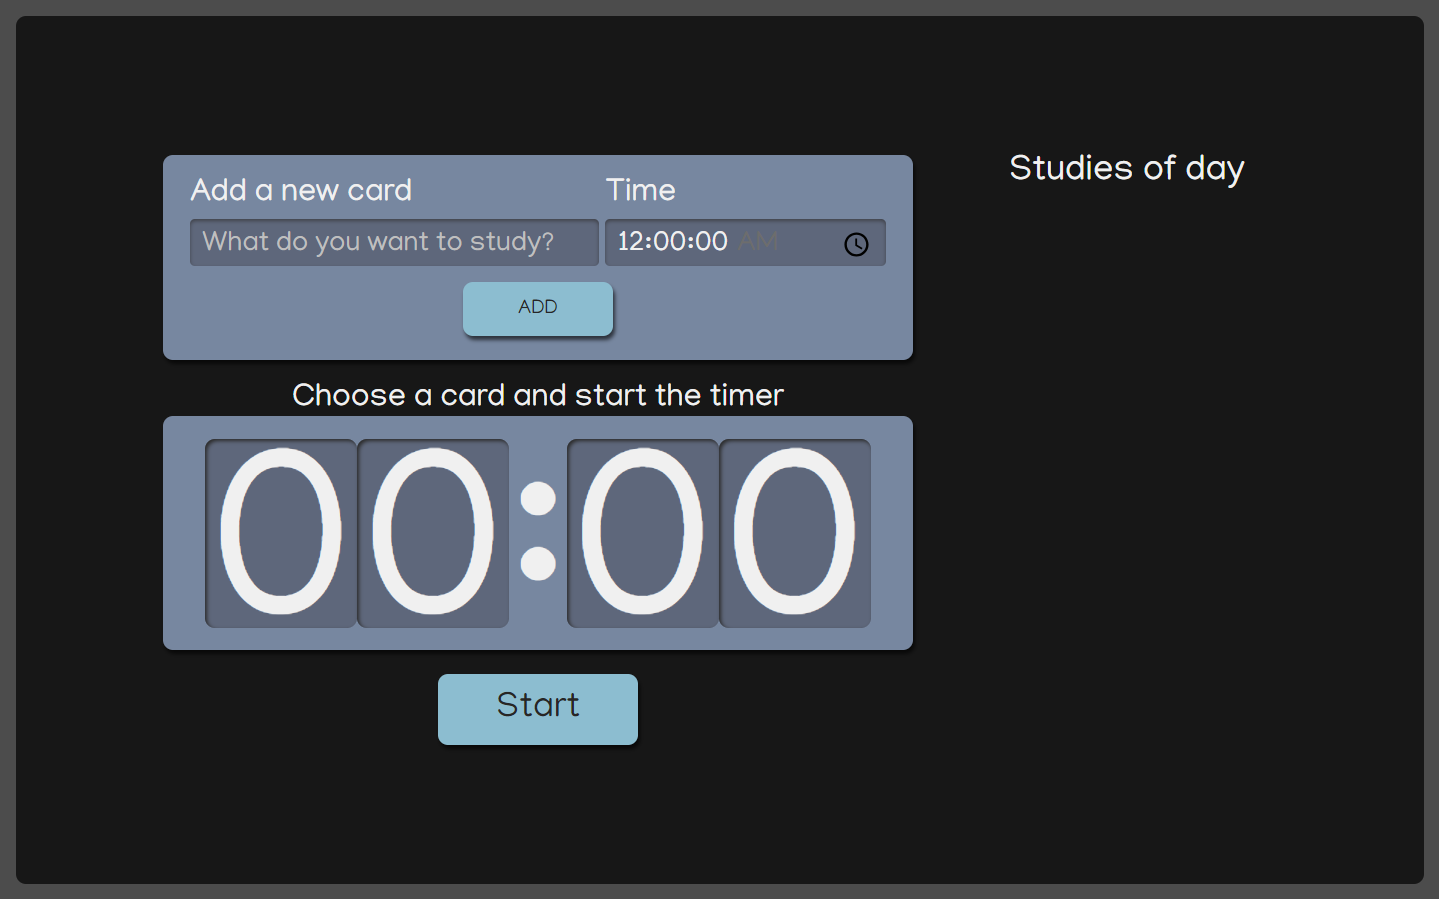 Add a new card
Time
What do you want to study?
12:00:00 AM
ADD
Choose a card and start the timer
00:00
Start
Studies of day